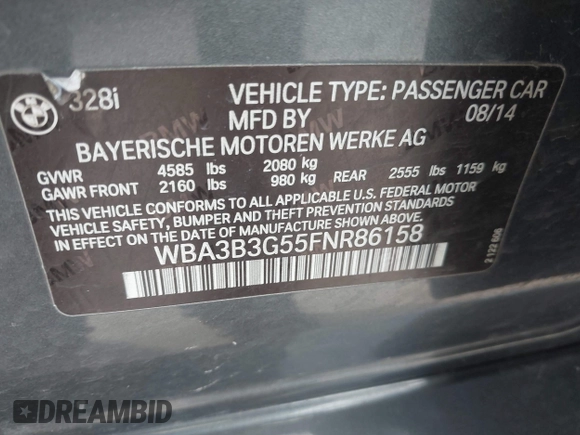 328i
VEHICLE TYPE: PASSENGER CAR
MFD BY 08/14
BAYERISCHE MOTOREN WERKE AG
GVWR 4585 lbs 2080 kg
GAWR FRONT 2160 lbs 980 kg REAR 2555 lbs 1159 kg
THIS VEHICLE CONFORMS TO ALL APPLICABLE U.S. FEDERAL MOTOR
VEHICLE SAFETY, BUMPER AND THEFT PREVENTION STANDARDS
IN EFFECT ON THE DATE OF MANUFACTURE SHOWN ABOVE.
WBA3B3G55FNR86158
DREAMBID